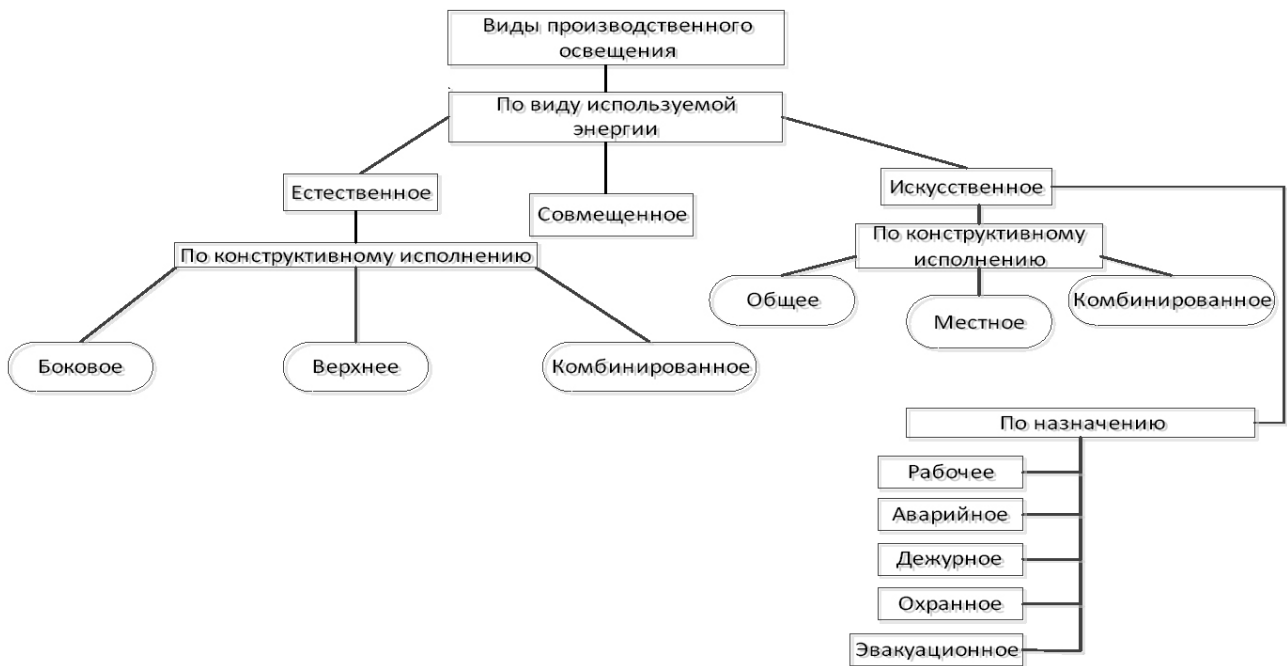 Виды производственного
освещения
По виду используемой
энергии
Естественное
Совмещенное
Искусственное
По конструктивному исполнению
По конструктивному
исполнению
Общее
Местное
Комбинированное
Боковое
Верхнее
Комбинированное
По назначению
Рабочее
Аварийное
Дежурное
Охранное
Эвакуационное